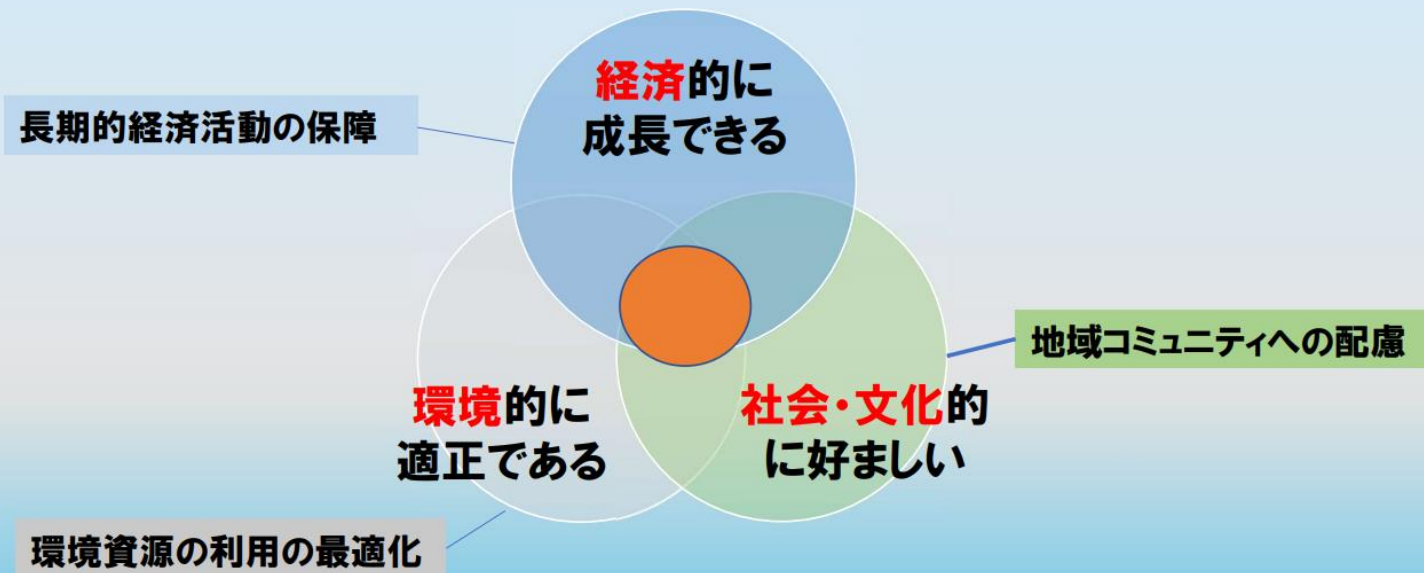 経済的に
成長できる
長期的経済活動の保障
地域コミュニティへの配慮
環境的に
適正である
社会・文化的
に好ましい
環境資源の利用の最適化